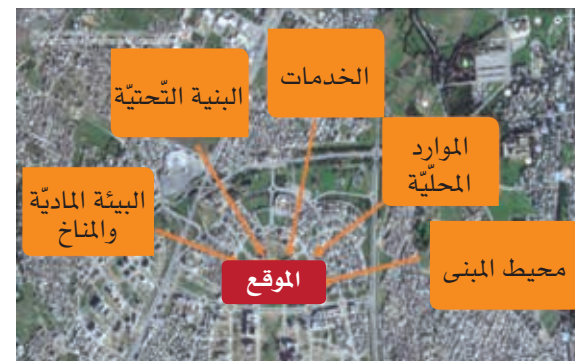 الخدمات
البنية التّحتيّة
الموارد
المحلّيّة
البيئة الماديّة
والمناخ
محيط المبنى
الموقع